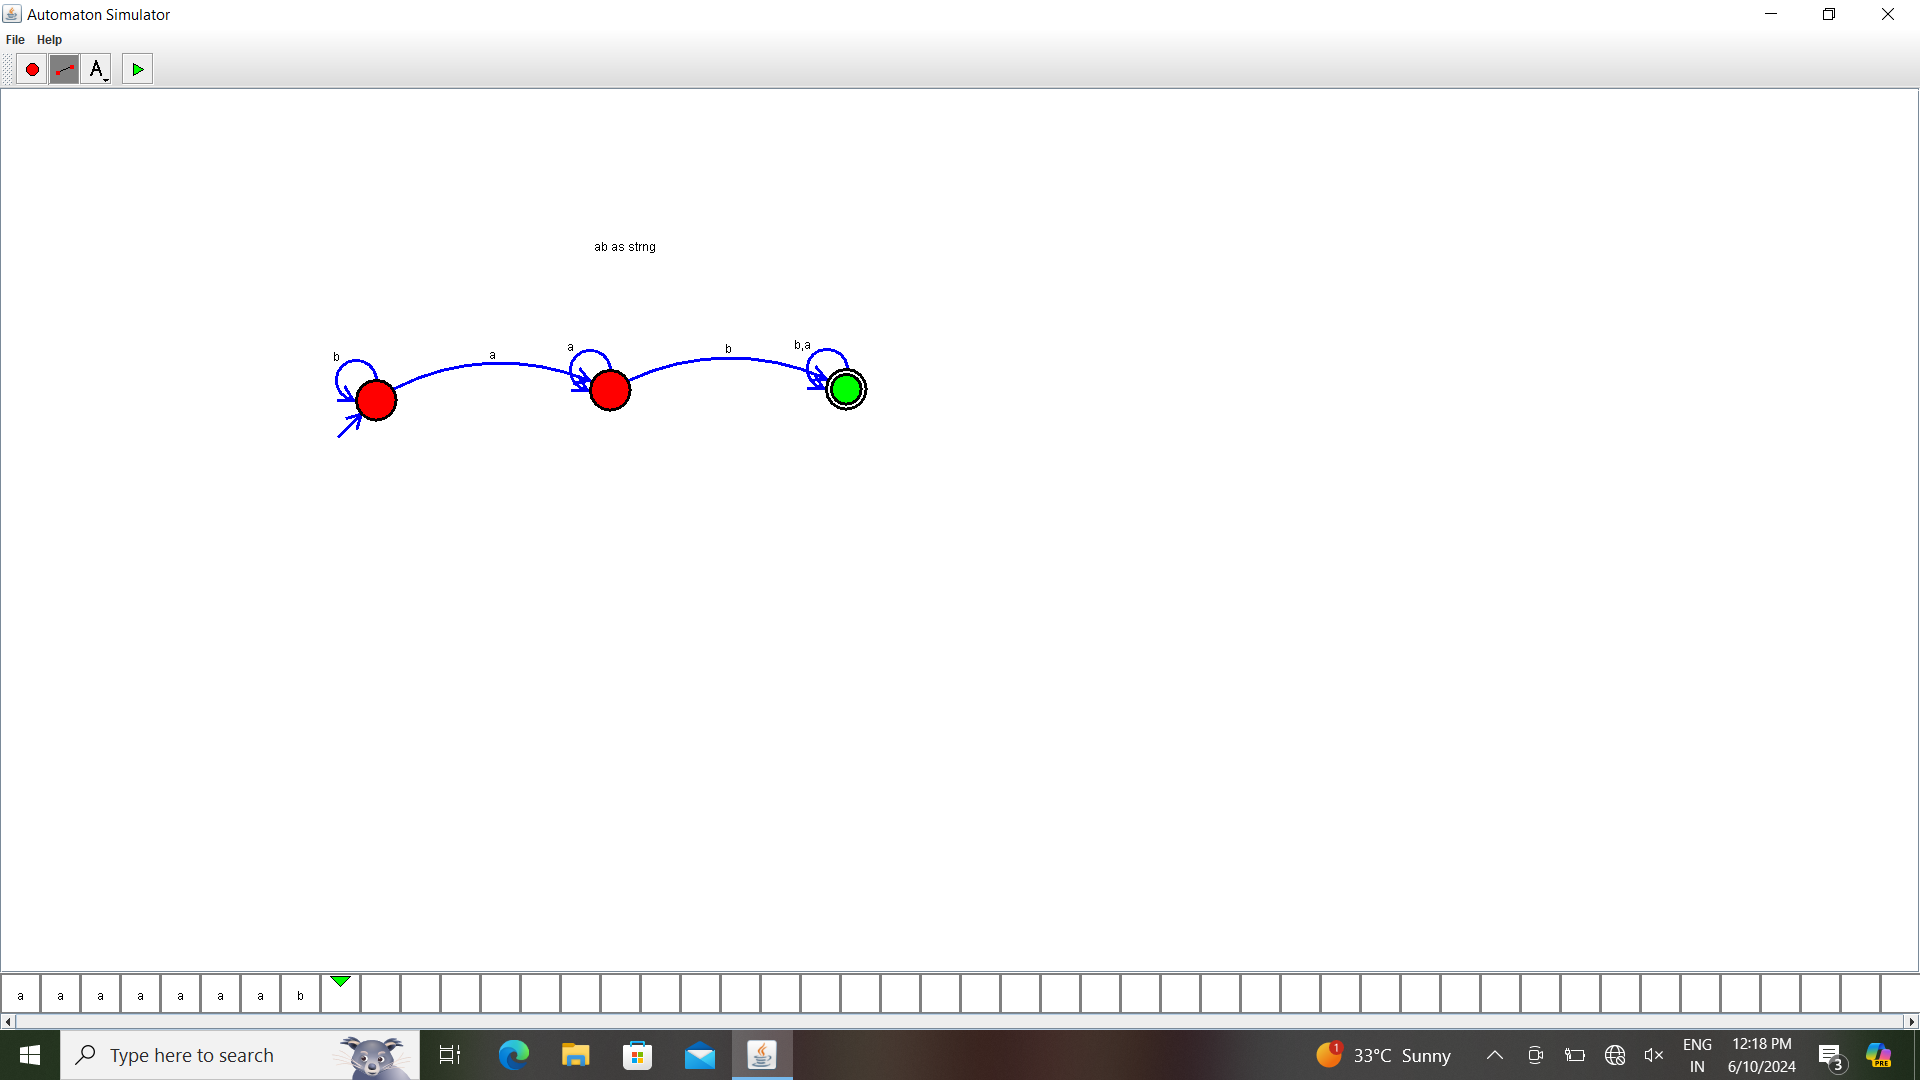 Automaton Simulator
File Help
A
ab as strng
b a a b b,a
a a a a a a a b
Type here to search
1
33°C Sunny
ENG
IN
12:18 PM
6/10/2024
3
PRE